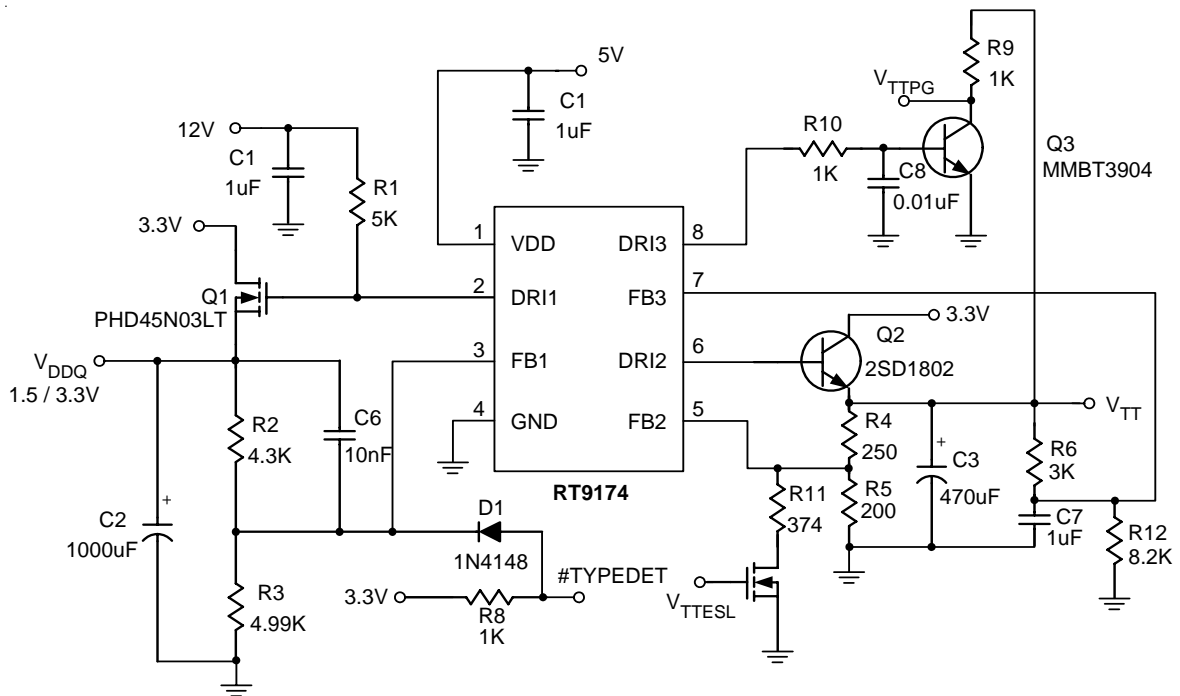 5V
C1
1uF
12V
C1
1uF
R1
5K
3.3V
Q1
PHD45N03LT
V_DDQ
1.5 / 3.3V
R2
4.3K
C6
10nF
C2
+
1000uF
R3
4.99K
D1
1N4148
#TYPEDET
3.3V
R8
1K
1
VDD
2
DRI1
3
FB1
4
GND
DRI3
8
FB3
7
DRI2
6
FB2
5
RT9174
R9
1K
V_TTPG
R10
1K
C8
0.01uF
Q3
MMBT3904
3.3V
Q2
2SD1802
V_TT
R4
250
R5
200
R11
374
C3
+
470uF
R6
3K
C7
1uF
R12
8.2K
V_TTESL